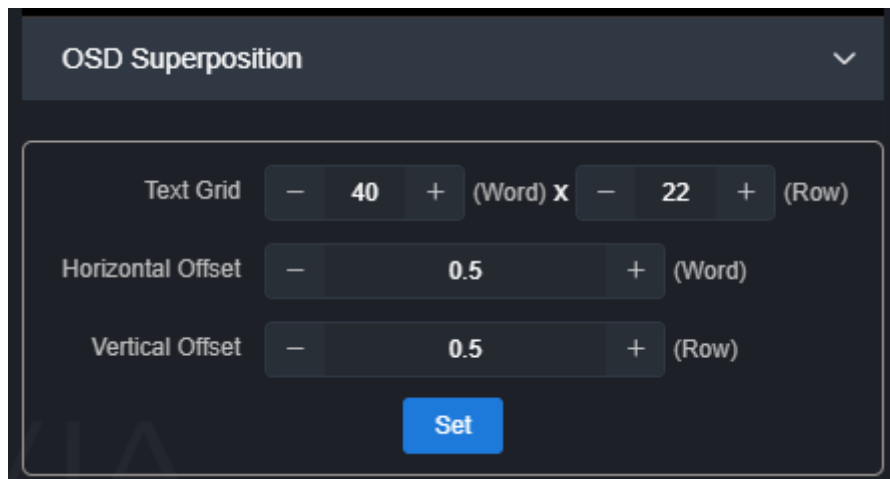 OSD Superposition
Text Grid − 40 + (Word) X − 22 + (Row)
Horizontal Offset − 0.5 + (Word)
Vertical Offset − 0.5 + (Row)
Set